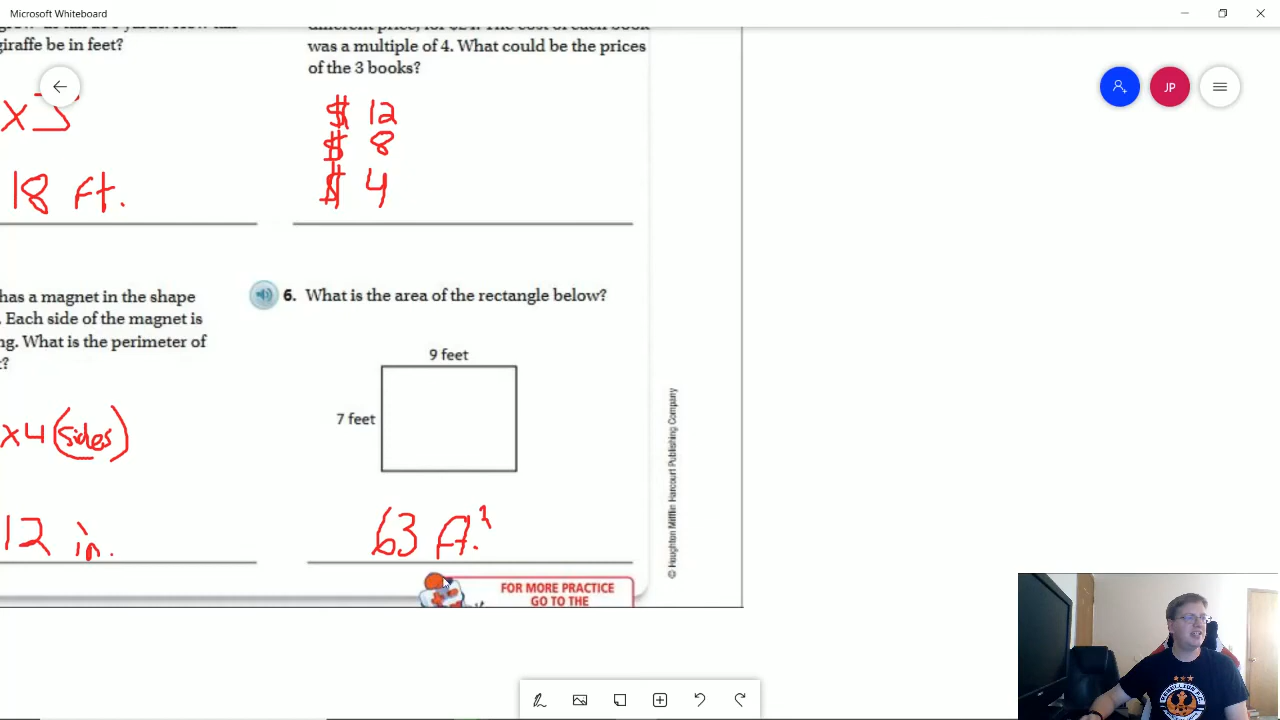 Microsoft Whiteboard
giraffe be in feet?
x 3
18 ft.
was a multiple of 4. What could be the prices
of the 3 books?
$ 12
$ 8
$ 4
JP
has a magnet in the shape
. Each side of the magnet is
ng. What is the perimeter of
t?
x4 (sides)
12 in.
6. What is the area of the rectangle below?
9 feet
7 feet
63 ft.²
© Houghton Mifflin Harcourt Publishing Company
FOR MORE PRACTICE
GO TO THE